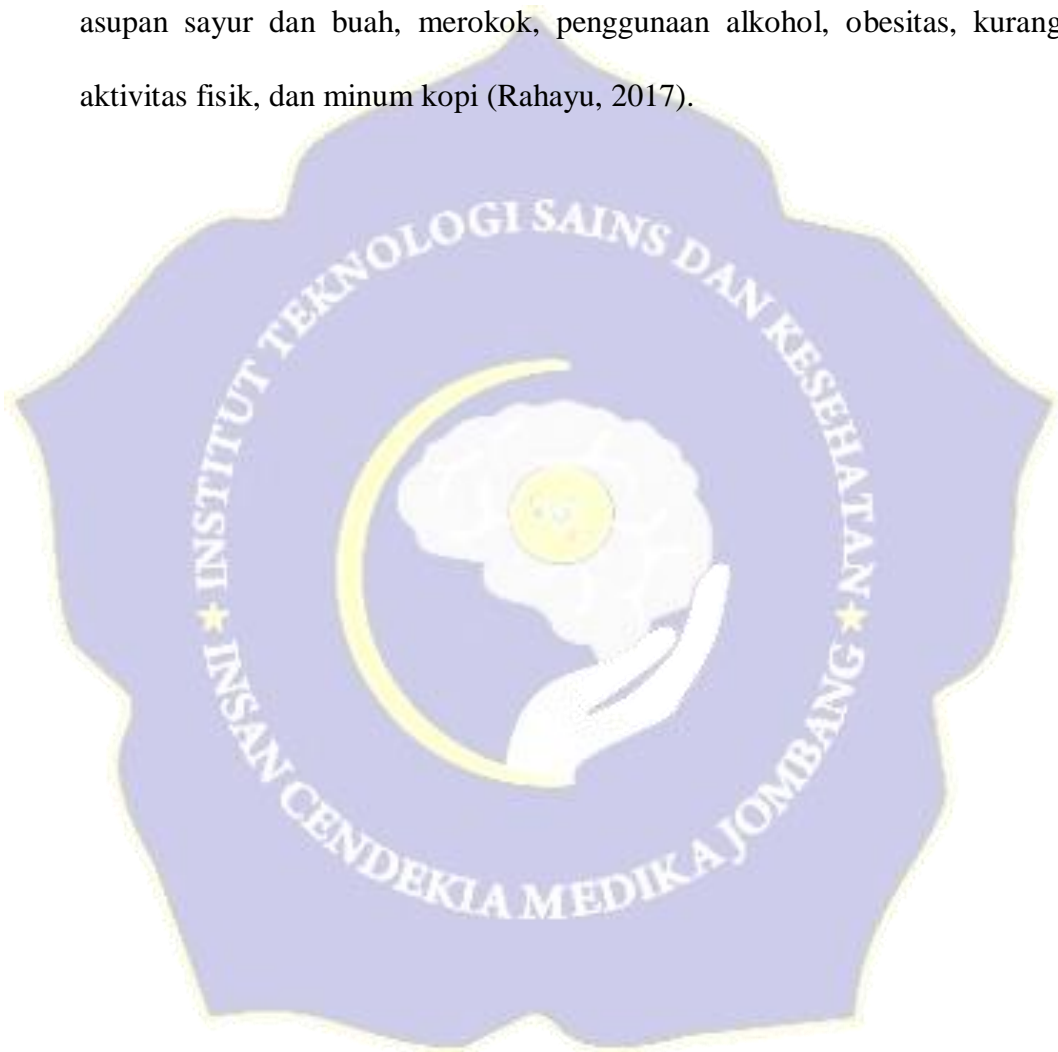 asupan sayur dan buah, merokok, penggunaan alkohol, obesitas, kurang
aktivitas fisik, dan minum kopi (Rahayu, 2017).
INSTITUT TEKNOLOGI SAINS DAN KESEHATAN
INSAN CENDEKIA MEDIKA JOMBANG